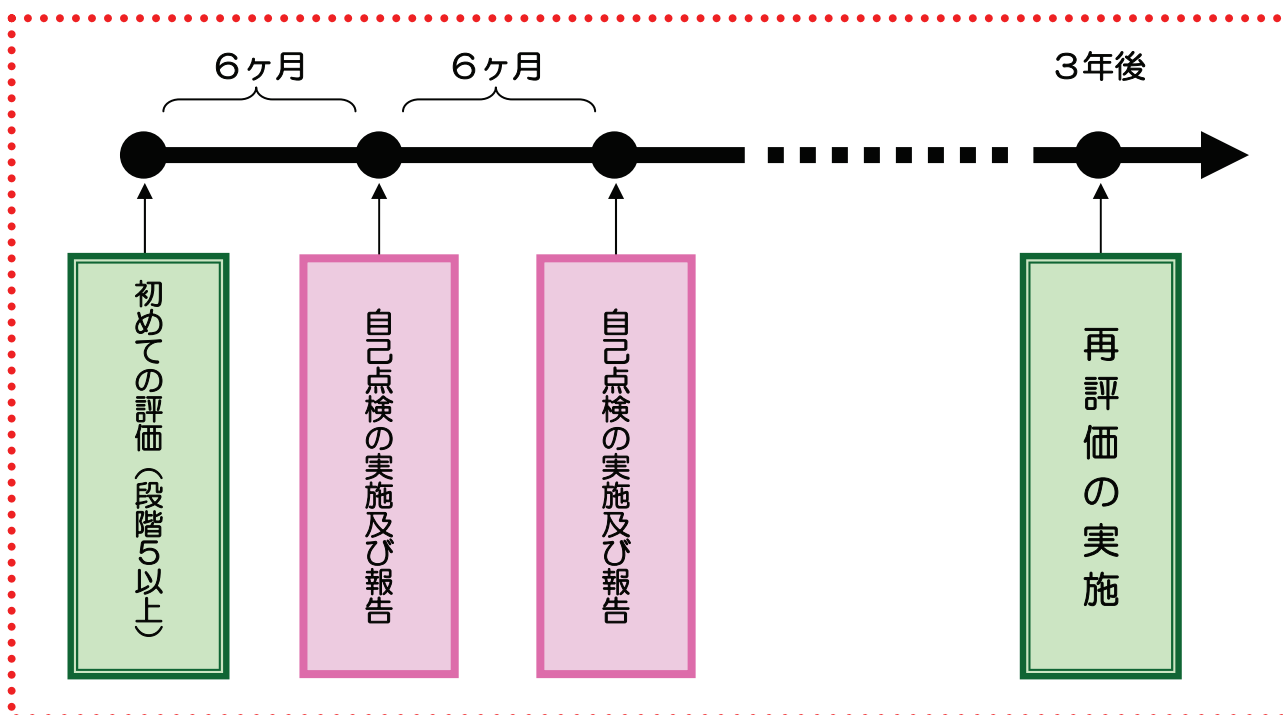 ６ヶ月
６ヶ月
３年後
初めての評価（段階５以上）
自己点検の実施及び報告
自己点検の実施及び報告
再評価の実施